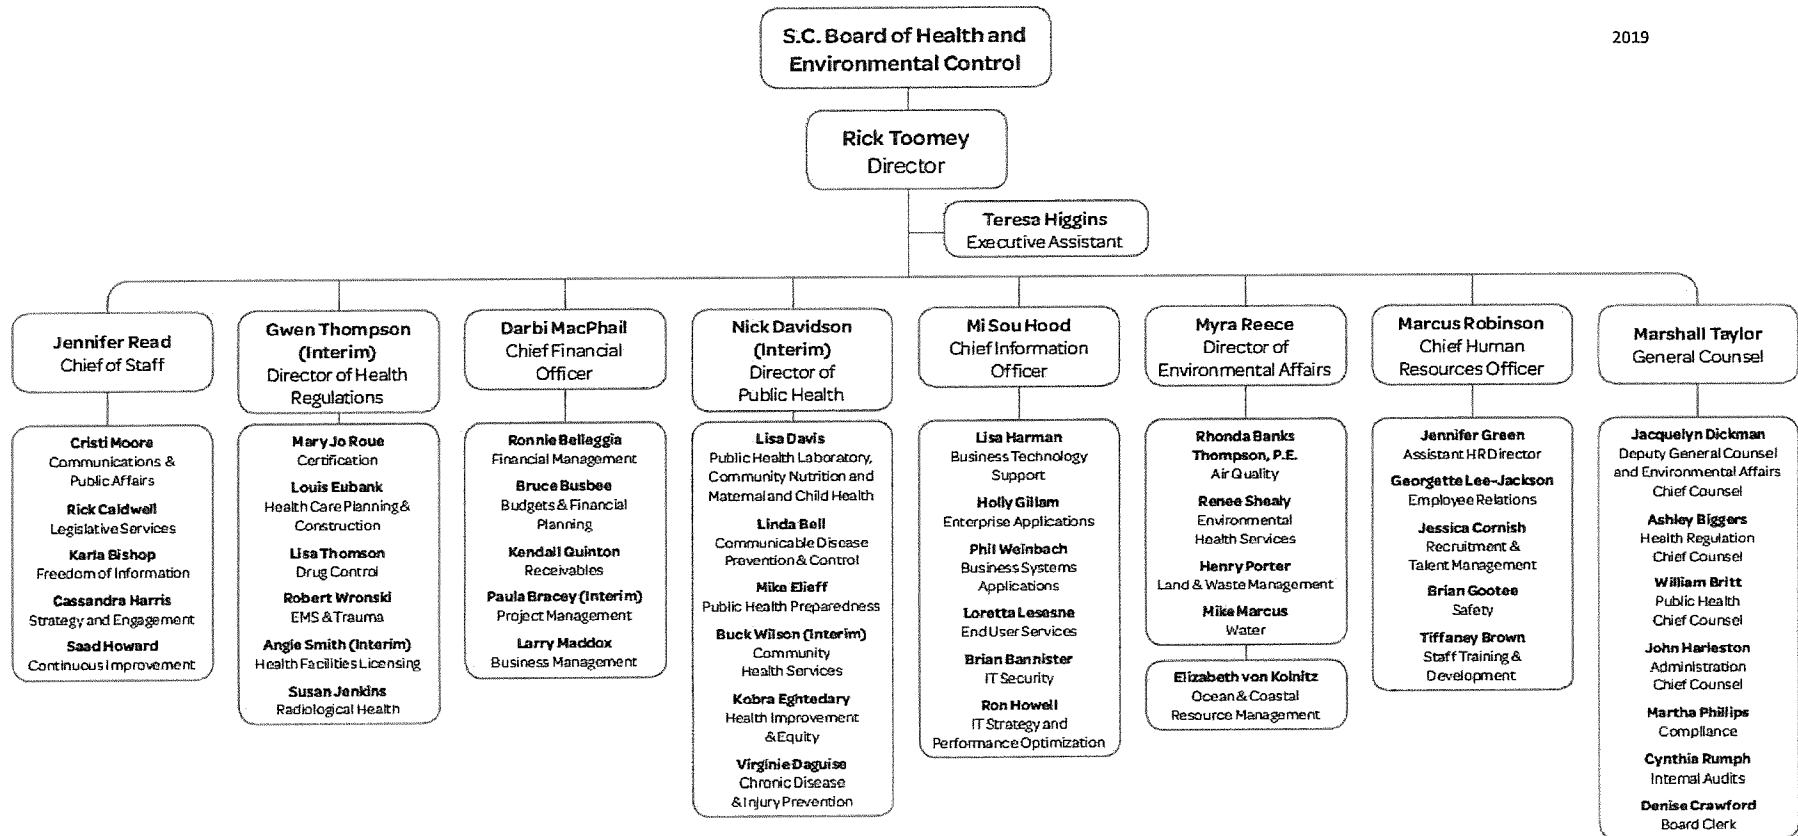 S.C. Board of Health and
Environmental Control
2019
Rick Toomey
Director
Teresa Higgins
Executive Assistant
Jennifer Read
Chief of Staff
Cristi Moore
Communications &
Public Affairs
Rick Caldwell
Legislative Services
Karla Bishop
Freedom of Information
Cassandra Harris
Strategy and Engagement
Saad Howard
Continuous Improvement
Gwen Thompson
(Interim)
Director of Health
Regulations
Mary Jo Roue
Certification
Louis Eubank
Health Care Planning &
Construction
Lisa Thomson
Drug Control
Robert Wronski
EMS & Trauma
Angie Smith (Interim)
Health Facilities Licensing
Susan Jenkins
Radiological Health
Darbi MacPhail
Chief Financial
Officer
Ronnie Bellaggia
Financial Management
Bruce Busbee
Budgets & Financial
Planning
Kendall Quinton
Receivables
Paula Bracey (Interim)
Project Management
Larry Maddox
Business Management
Nick Davidson
(Interim)
Director of
Public Health
Lisa Davis
Public Health Laboratory,
Community Nutrition and
Maternal and Child Health
Linda Bell
Communicable Disease
Prevention & Control
Mike Elieff
Public Health Preparedness
Buck Wilson (Interim)
Community
Health Services
Kobra Eghtedary
Health Improvement
& Equity
Virginie Daguise
Chronic Disease
& Injury Prevention
Mi Sou Hood
Chief Information
Officer
Lisa Harman
Business Technology
Support
Holly Gillam
Enterprise Applications
Phil Weinbach
Business Systems
Applications
Loretta Lesesne
End User Services
Brian Bannister
IT Security
Ron Howell
IT Strategy and
Performance Optimization
Myra Reece
Director of
Environmental Affairs
Rhonda Banks
Thompson, P.E.
Air Quality
Renee Shealy
Environmental
Health Services
Henry Porter
Land & Waste Management
Mike Marcus
Water
Elizabeth von Kolnitz
Ocean & Coastal
Resource Management
Marcus Robinson
Chief Human
Resources Officer
Jennifer Green
Assistant HR Director
Georgette Lee-Jackson
Employee Relations
Jessica Cornish
Recruitment &
Talent Management
Brian Gootee
Safety
Tiffaney Brown
Staff Training &
Development
Marshall Taylor
General Counsel
Jacquelyn Dickman
Deputy General Counsel
and Environmental Affairs
Chief Counsel
Ashley Biggers
Health Regulation
Chief Counsel
William Britt
Public Health
Chief Counsel
John Harleston
Administration
Chief Counsel
Martha Phillips
Compliance
Cynthia Rumph
Internal Audits
Denise Crawford
Board Clerk